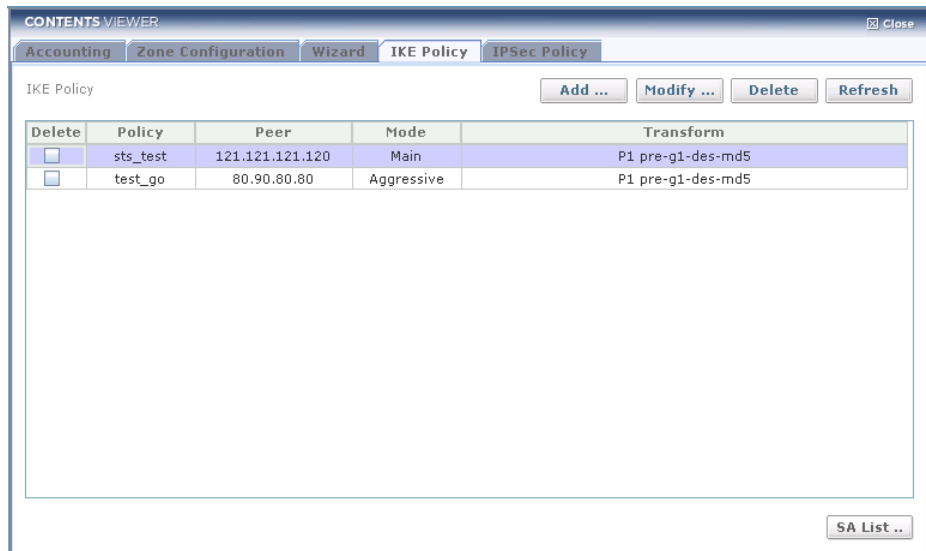 CONTENTS VIEWER
Close
Accounting Zone Configuration Wizard IKE Policy IPSec Policy
IKE Policy
Add ... Modify ... Delete Refresh
Delete Policy Peer Mode Transform
sts_test 121.121.121.120 Main P1 pre-g1-des-md5
test_go 80.90.80.80 Aggressive P1 pre-g1-des-md5
SA List ..